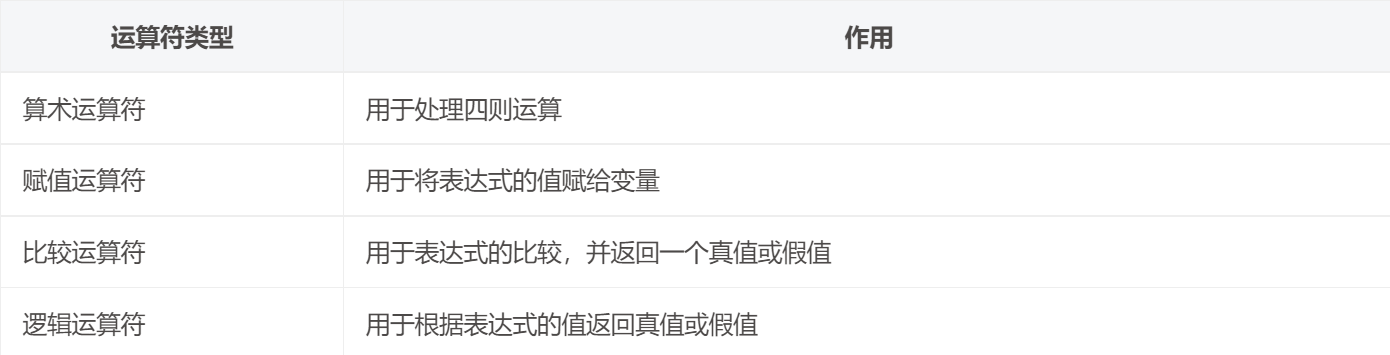 运算符类型 作用
算术运算符 用于处理四则运算
赋值运算符 用于将表达式的值赋给变量
比较运算符 用于表达式的比较，并返回一个真值或假值
逻辑运算符 用于根据表达式的值返回真值或假值